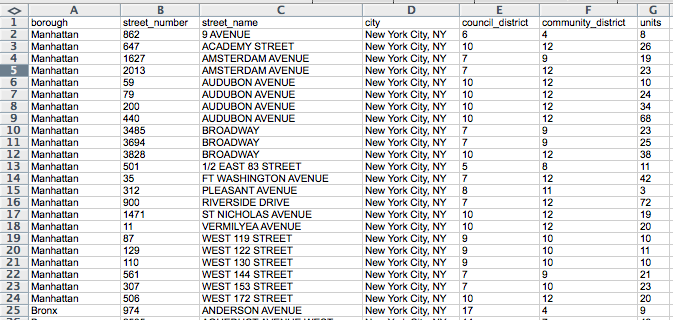 A B C D E F G
1 borough street_number street_name city council_district community_district units
2 Manhattan 862 9 AVENUE New York City, NY 6 4 8
3 Manhattan 647 ACADEMY STREET New York City, NY 10 12 26
4 Manhattan 1627 AMSTERDAM AVENUE New York City, NY 7 9 19
5 Manhattan 2013 AMSTERDAM AVENUE New York City, NY 7 12 23
6 Manhattan 59 AUDUBON AVENUE New York City, NY 10 12 10
7 Manhattan 79 AUDUBON AVENUE New York City, NY 10 12 24
8 Manhattan 200 AUDUBON AVENUE New York City, NY 10 12 34
9 Manhattan 440 AUDUBON AVENUE New York City, NY 10 12 68
10 Manhattan 3485 BROADWAY New York City, NY 7 9 23
11 Manhattan 3694 BROADWAY New York City, NY 7 9 25
12 Manhattan 3828 BROADWAY New York City, NY 10 12 38
13 Manhattan 501 1/2 EAST 83 STREET New York City, NY 5 8 11
14 Manhattan 35 FT WASHINGTON AVENUE New York City, NY 7 12 42
15 Manhattan 312 PLEASANT AVENUE New York City, NY 8 11 3
16 Manhattan 900 RIVERSIDE DRIVE New York City, NY 7 12 72
17 Manhattan 1471 ST NICHOLAS AVENUE New York City, NY 10 12 19
18 Manhattan 11 VERMILYEA AVENUE New York City, NY 10 12 20
19 Manhattan 87 WEST 119 STREET New York City, NY 9 10 10
20 Manhattan 129 WEST 122 STREET New York City, NY 9 10 11
21 Manhattan 110 WEST 130 STREET New York City, NY 9 10 10
22 Manhattan 561 WEST 144 STREET New York City, NY 7 9 21
23 Manhattan 307 WEST 153 STREET New York City, NY 7 10 21
24 Manhattan 506 WEST 172 STREET New York City, NY 10 12 20
25 Bronx 974 ANDERSON AVENUE New York City, NY 17 4 9